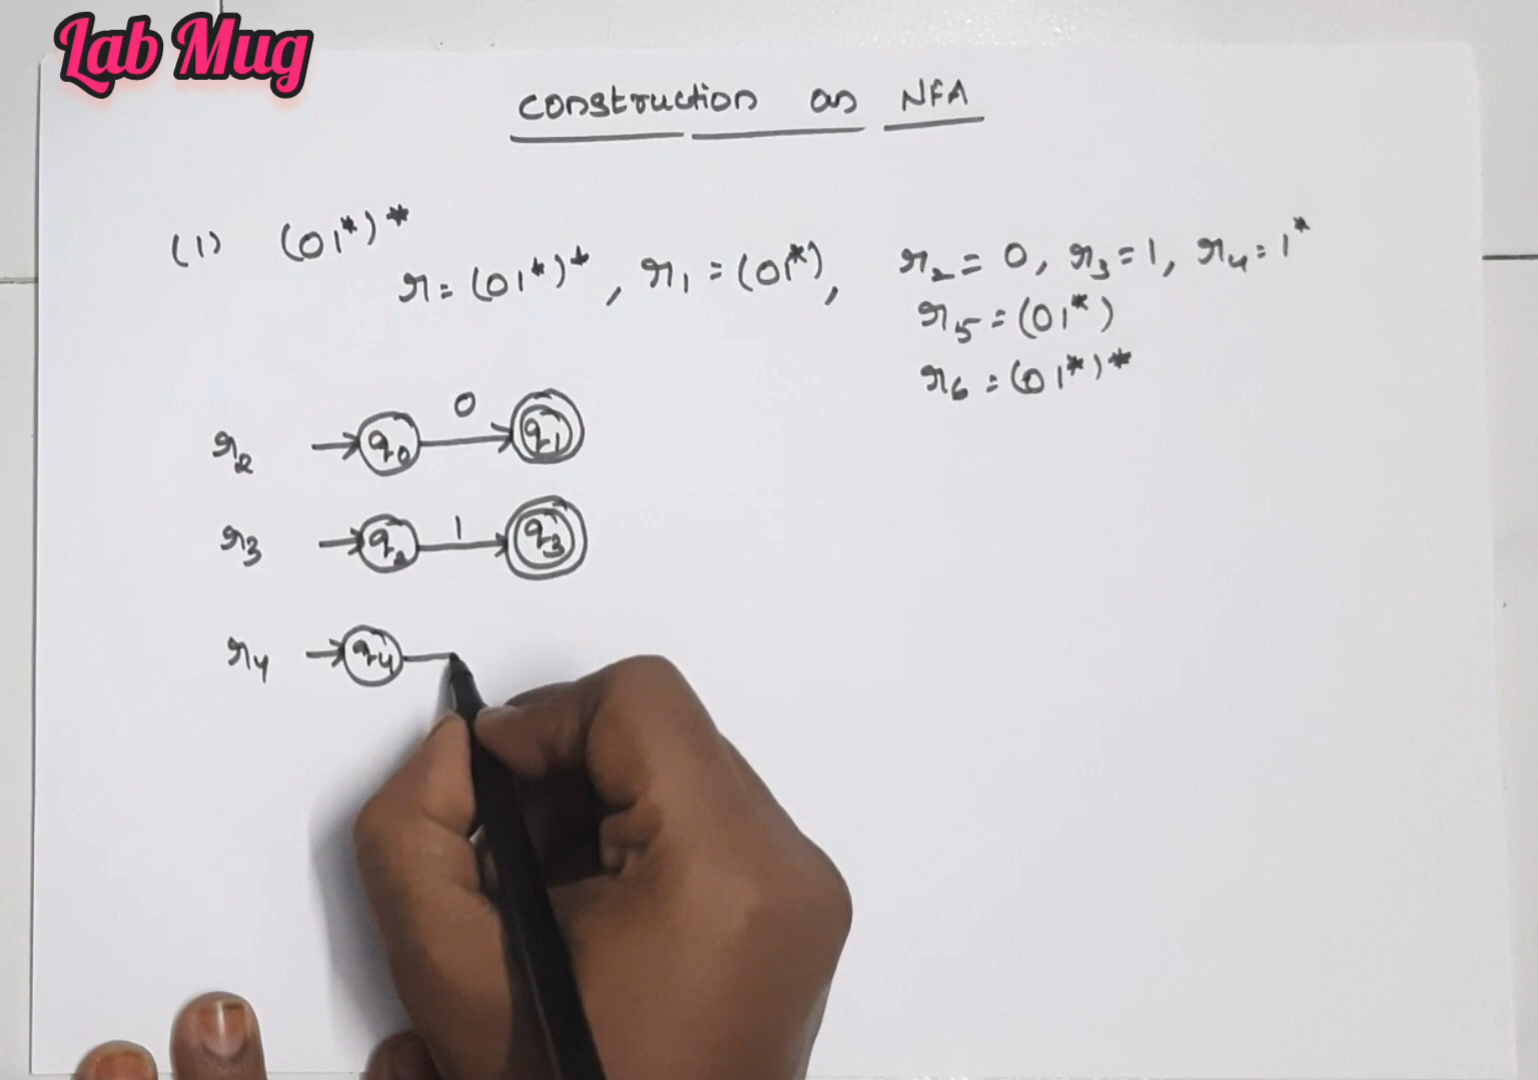 Lab Mug
construction an NFA
(1) (01*)*
r = (01*)*, r1 = (01*), r2 = 0, r3 = 1, r4 = 1*
r5 = (01*)
r6 = (01*)*
r2 q0 0 q1
r3 q2 1 q3
r4 q4